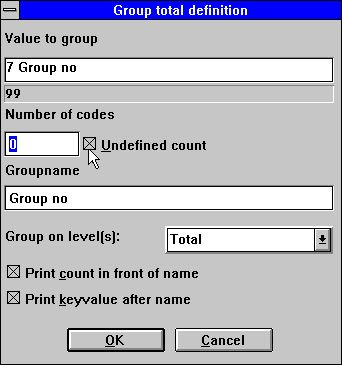 Group total definition
Value to group
7 Group no
99
Number of codes
0 Undefined count
Groupname
Group no
Group on level(s): Total
Print count in front of name
Print keyvalue after name
OK Cancel